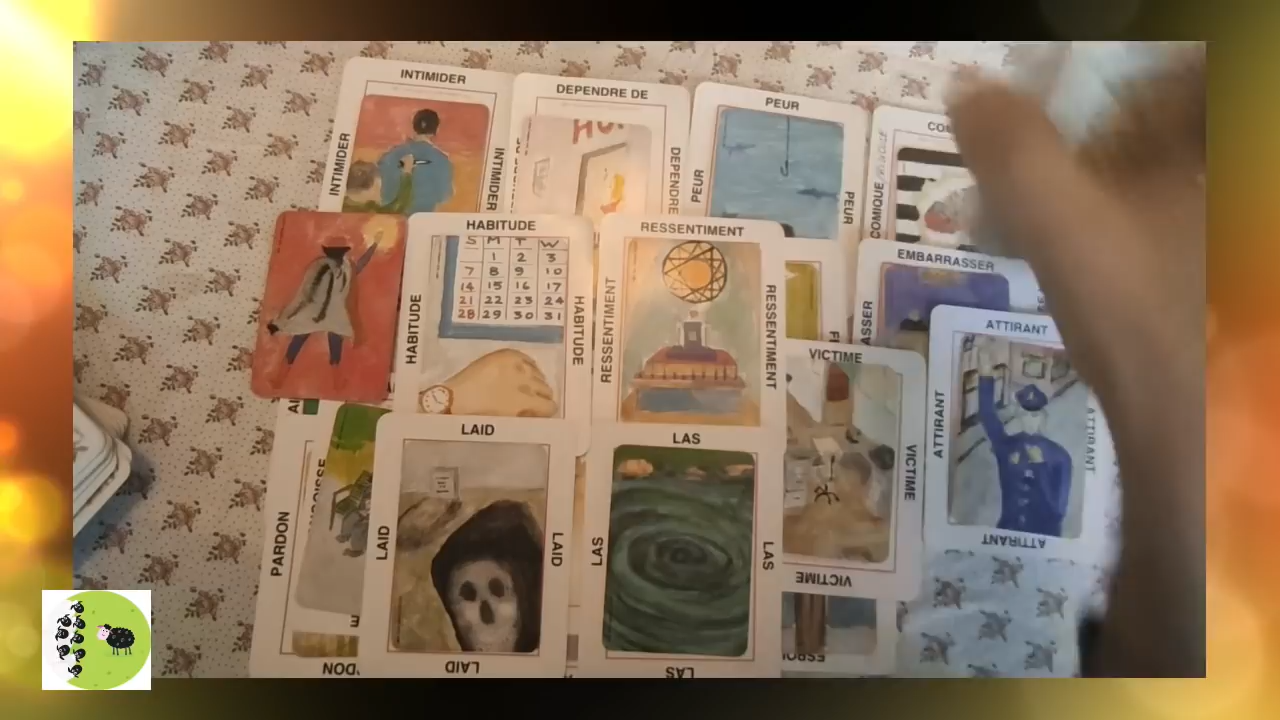 INTIMIDER
INTIMIDER
INTIMIDER
DEPENDRE DE
DEPENDRE
PEUR
PEUR
PEUR
COMIQUE
HABITUDE
HABITUDE
HABITUDE
S M T W
1 2 3
7 8 9 10
14 15 16 17
21 22 23 24
28 29 30 31
RESSENTIMENT
RESSENTIMENT
RESSENTIMENT
EMBARRASSER
ASSER
ATTIRANT
ATTIRANT
ATTIRANT
ATTIRANT
VICTIME
VICTIME
VICTIME
PARDON
LAID
LAID
LAID
LAID
LAS
LAS
LAS
LAS